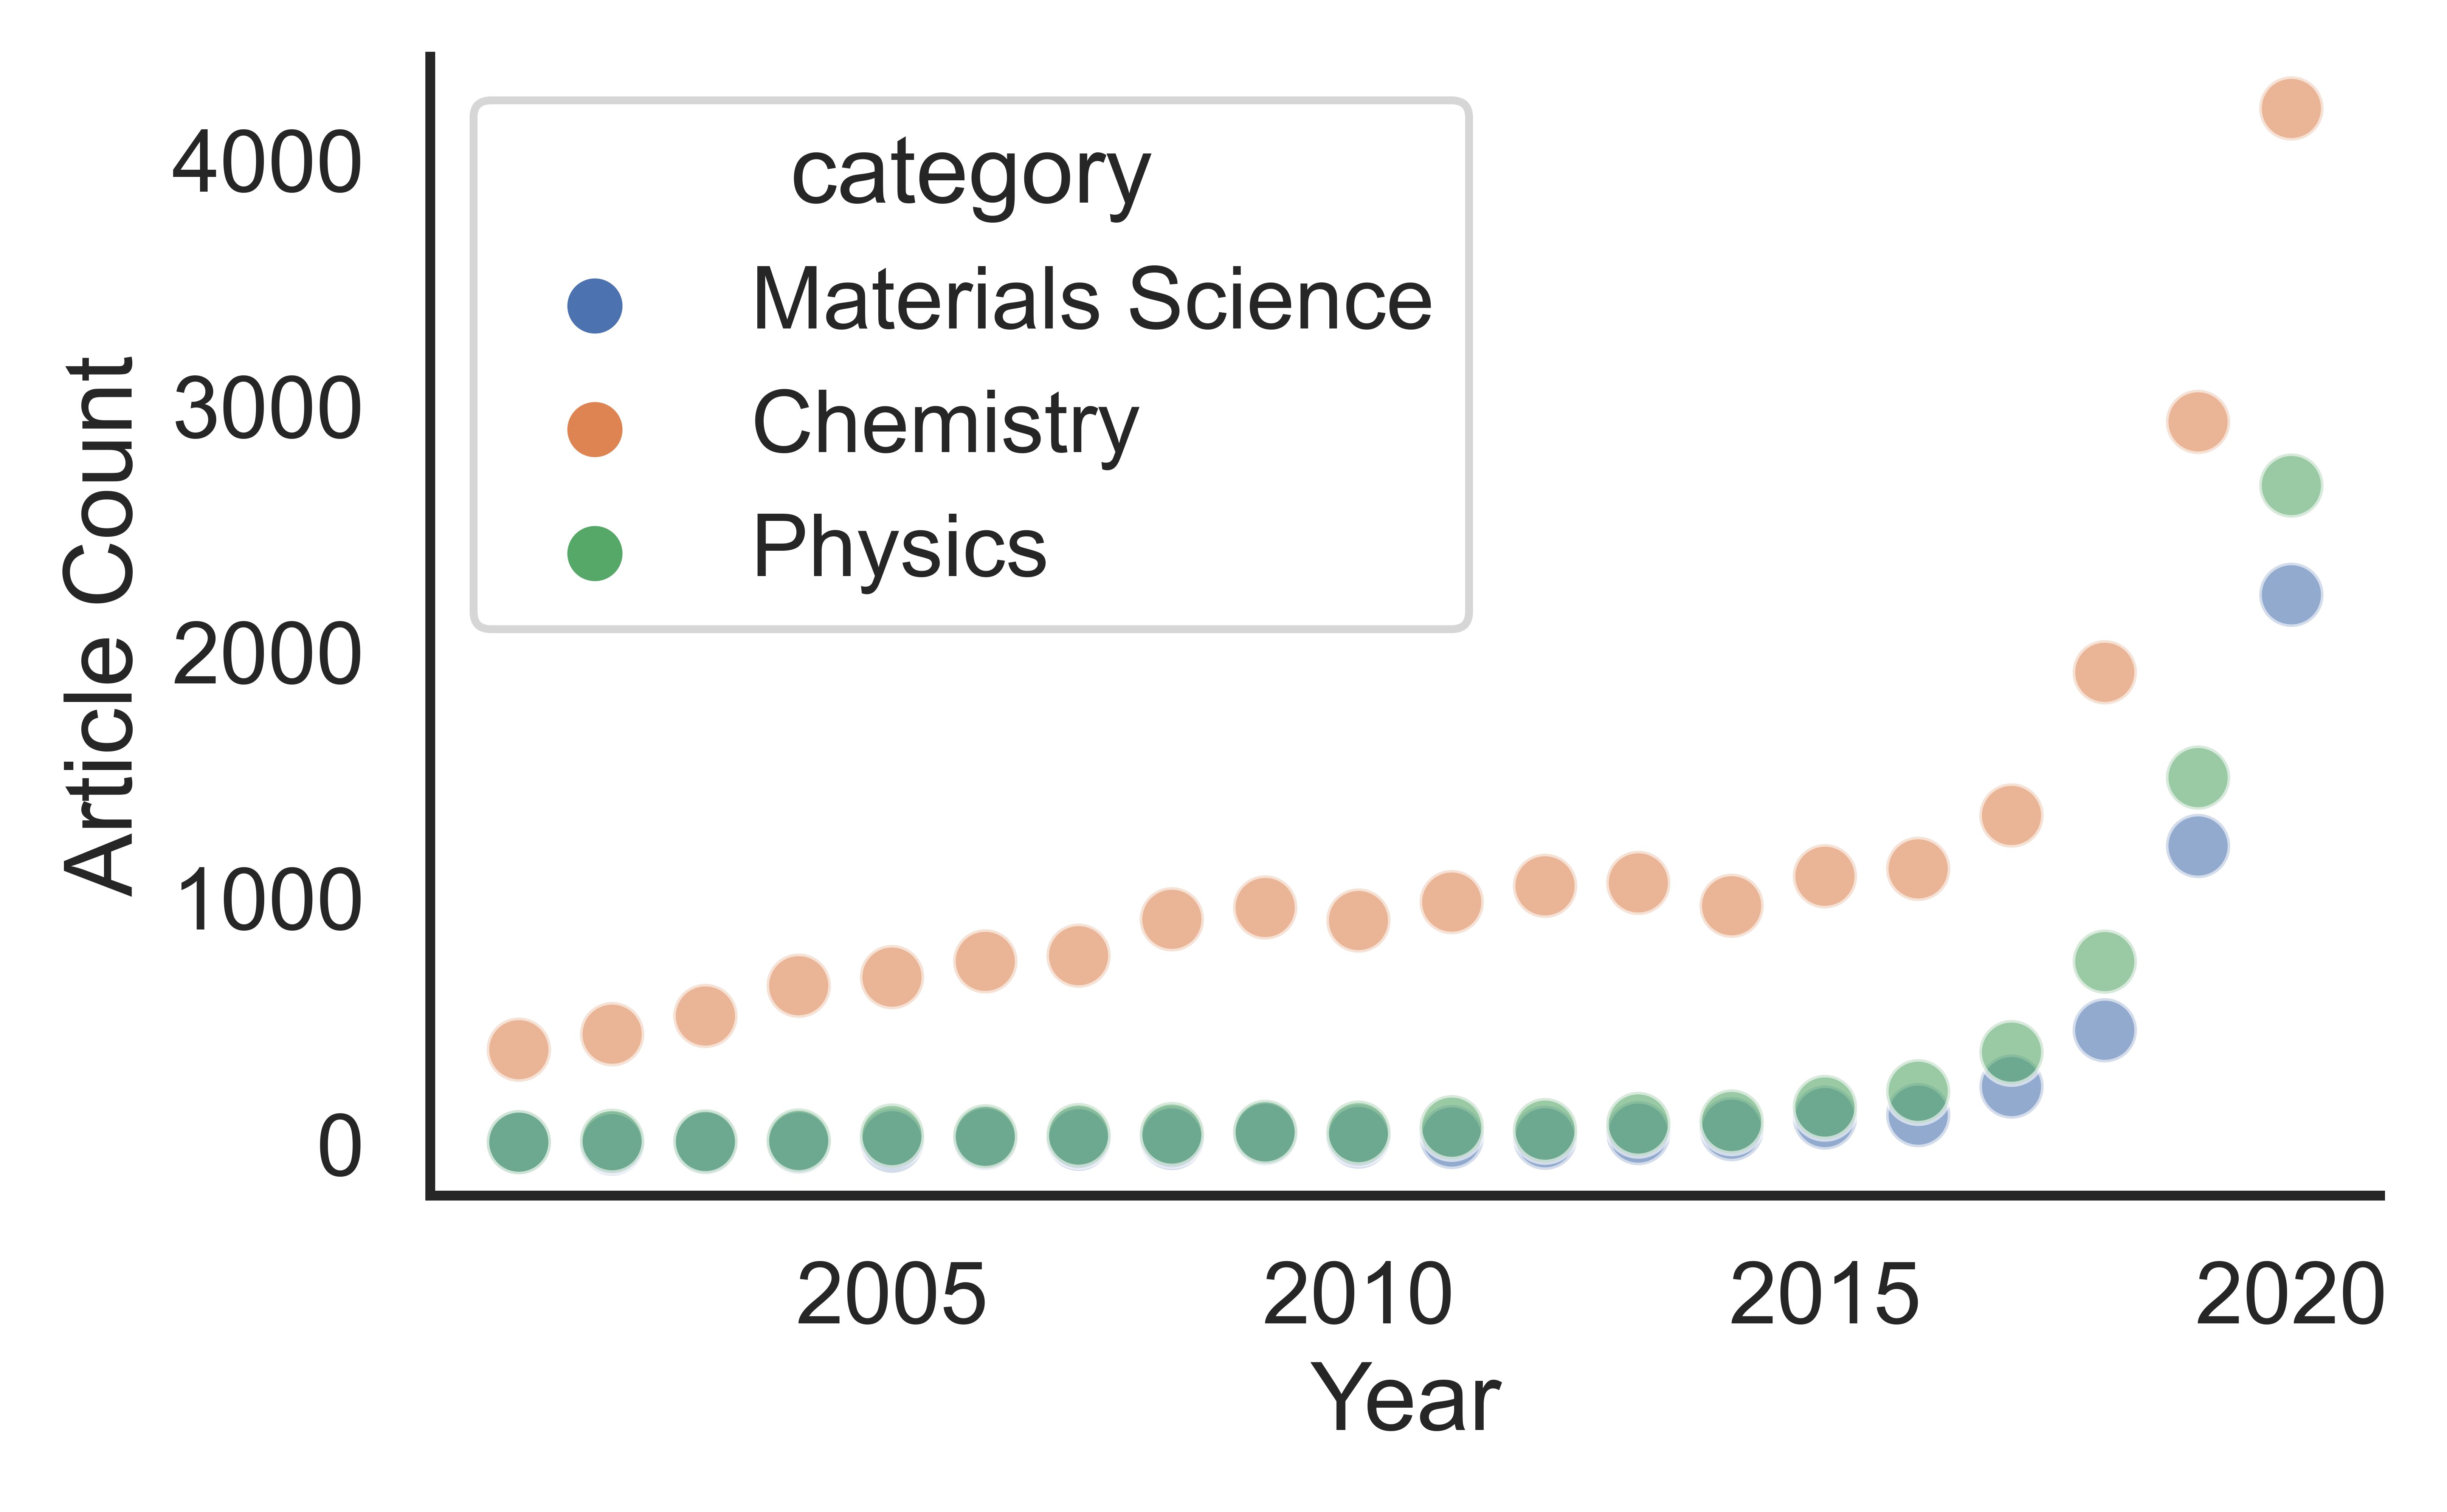 category
Materials Science
Chemistry
Physics
Article Count
4000
3000
2000
1000
0
2005 2010 2015 2020
Year